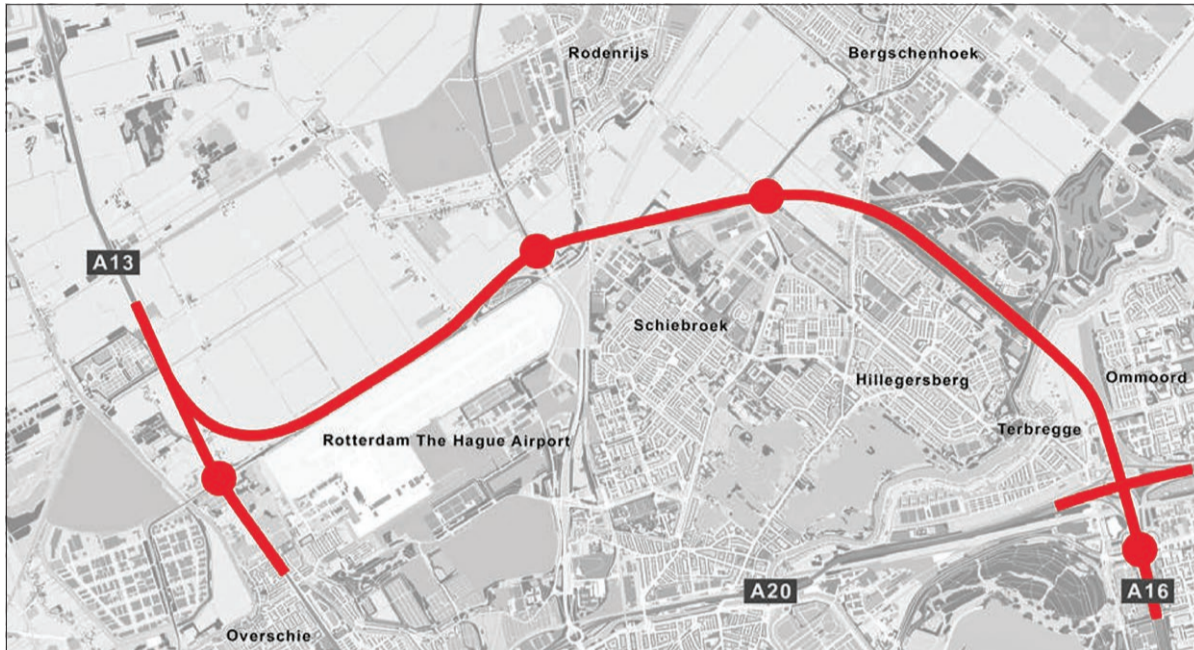 Rodenrijs
Bergschenhoek
A13
Schiebroek
Hillegersberg
Ommoord
Terbregge
Rotterdam The Hague Airport
A20
A16
Overschie